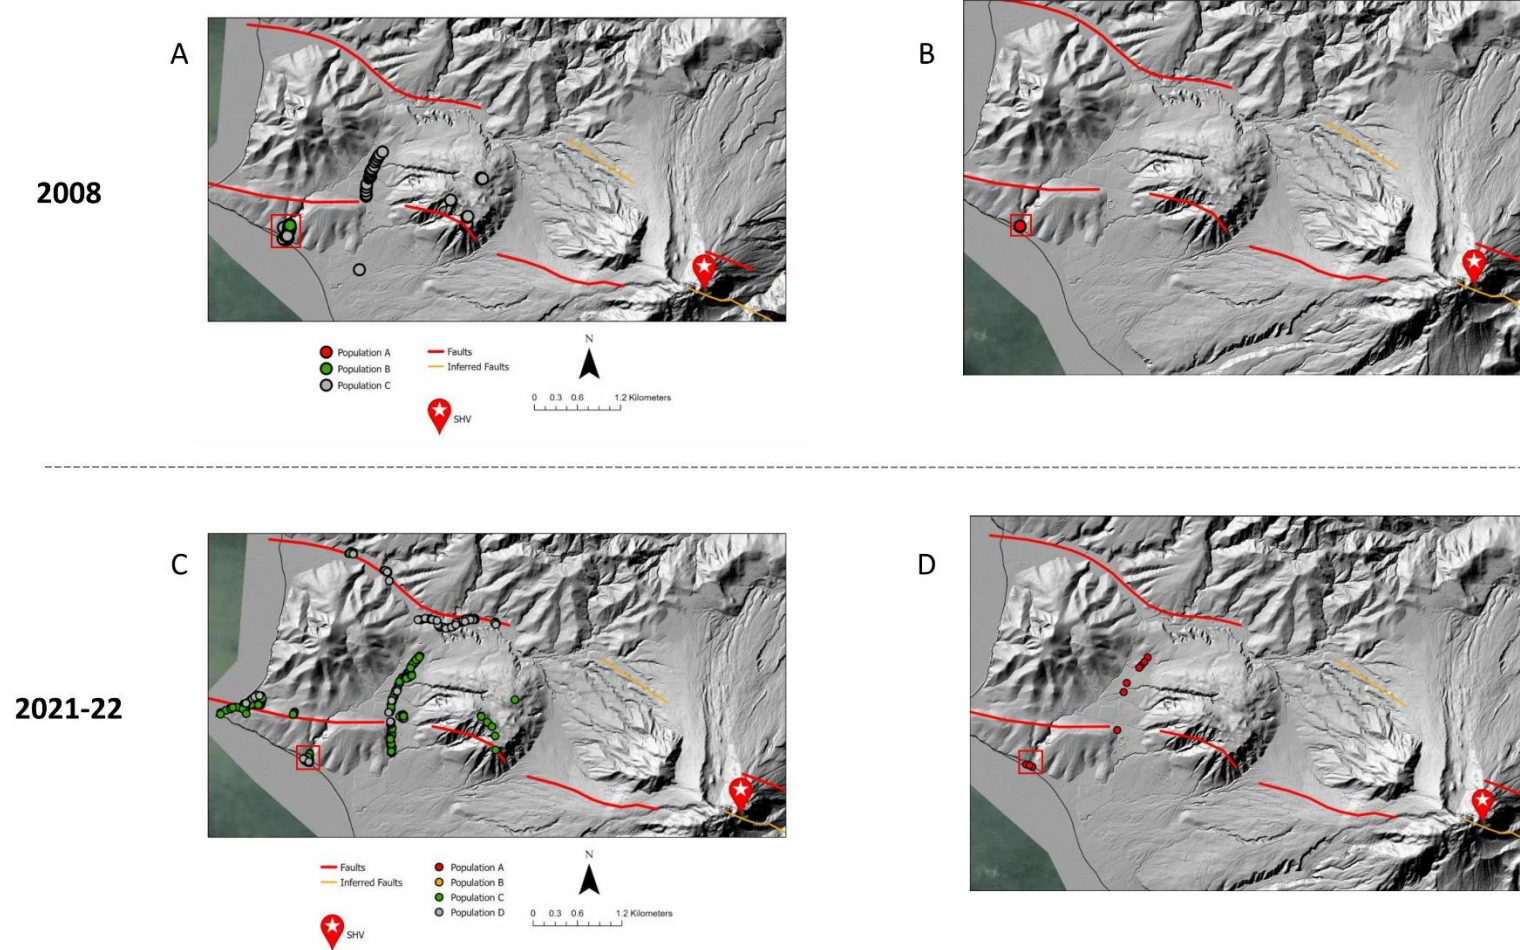 A
B
2008
Population A
Population B
Population C
Faults
Inferred Faults
SHV
N
0 0.3 0.6 1.2 Kilometers
C
D
2021-22
Faults
Inferred Faults
SHV
Population A
Population B
Population C
Population D
N
0 0.3 0.6 1.2 Kilometers